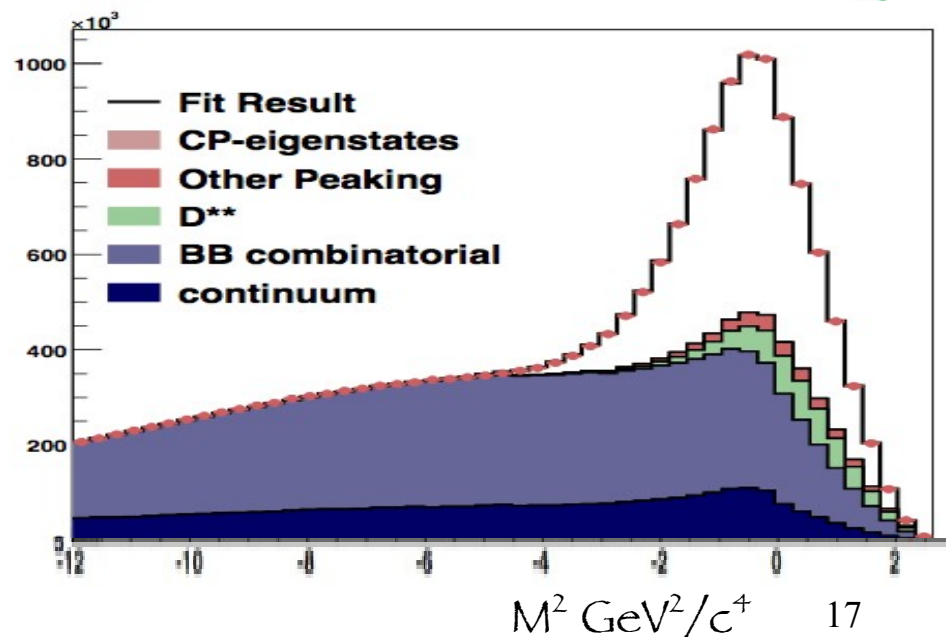 ×10³
1000
800
600
400
200
Fit Result
CP-eigenstates
Other Peaking
D**
BB combinatorial
continuum
-12 -10 -8 -6 -4 -2 0 2
M² GeV²/c⁴ 17